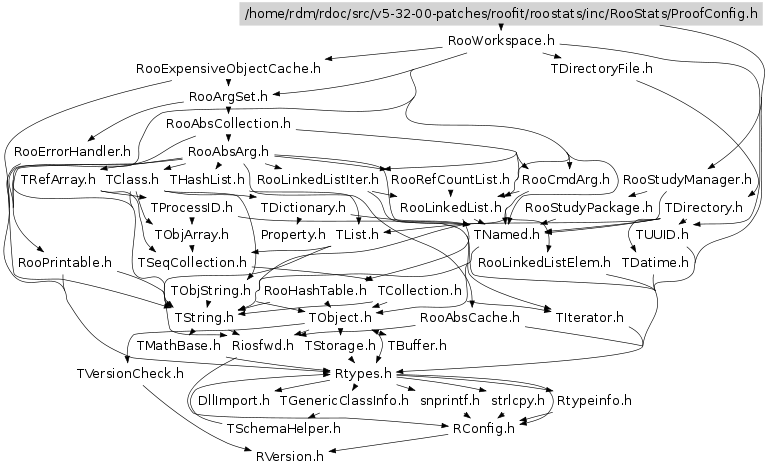 /home/rdm/rdoc/src/v5-32-00-patches/roofit/roostats/inc/RooStats/ProofConfig.h
RooWorkspace.h
RooExpensiveObjectCache.h TDirectoryFile.h
RooArgSet.h
RooAbsCollection.h
RooErrorHandler.h RooAbsArg.h
TRefArray.h TClass.h THashList.h RooLinkedListIter.h RooRefCountList.h RooCmdArg.h RooStudyManager.h
TProcessID.h TDictionary.h RooLinkedList.h RooStudyPackage.h TDirectory.h
TObjArray.h Property.h TList.h TNamed.h TUUID.h
RooPrintable.h TSeqCollection.h RooLinkedListElem.h TDatime.h
TObjString.h RooHashTable.h TCollection.h
TString.h TObject.h RooAbsCache.h TIterator.h
TMathBase.h Riosfwd.h TStorage.h TBuffer.h
TVersionCheck.h Rtypes.h
DllImport.h TGenericClassInfo.h snprintf.h strlcpy.h Rtypeinfo.h
TSchemaHelper.h RConfig.h
RVersion.h